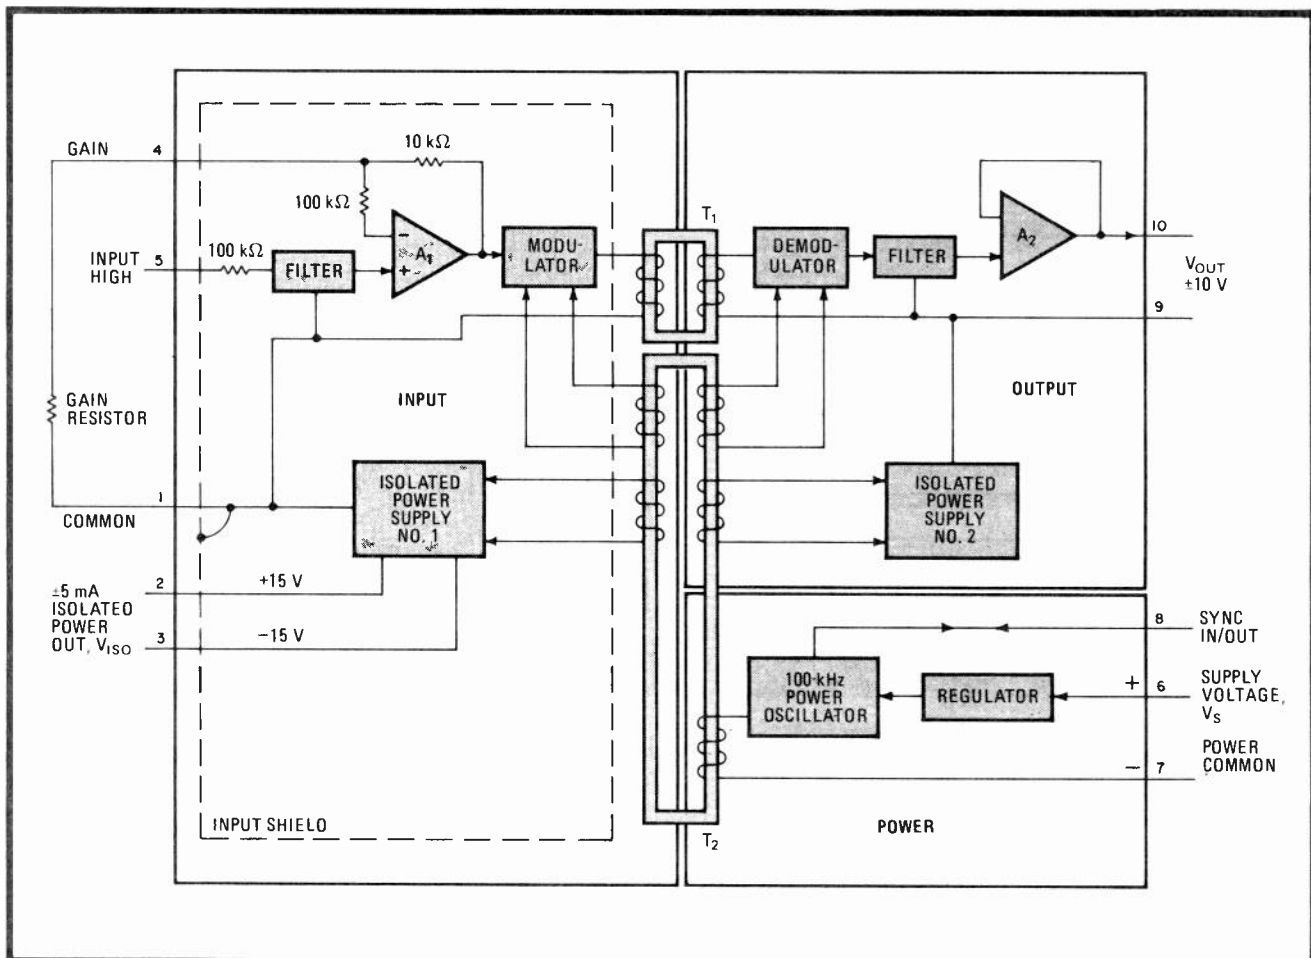 GAIN 4
10 kΩ
100 kΩ
INPUT
HIGH
5
100 kΩ
FILTER
−
+
A1
MODU-
LATOR
T1
DEMOD-
ULATOR
FILTER
A2
10
VOUT
±10 V
9
GAIN
RESISTOR
INPUT
OUTPUT
1
COMMON
ISOLATED
POWER
SUPPLY
NO. 1
ISOLATED
POWER
SUPPLY
NO. 2
±5 mA
ISOLATED
POWER
OUT, VISO
2
+15 V
3
−15 V
8
SYNC
IN/OUT
100-kHz
POWER
OSCILLATOR
REGULATOR
+ 6
SUPPLY
VOLTAGE,
VS
− 7
POWER
COMMON
INPUT SHIELD
T2
POWER